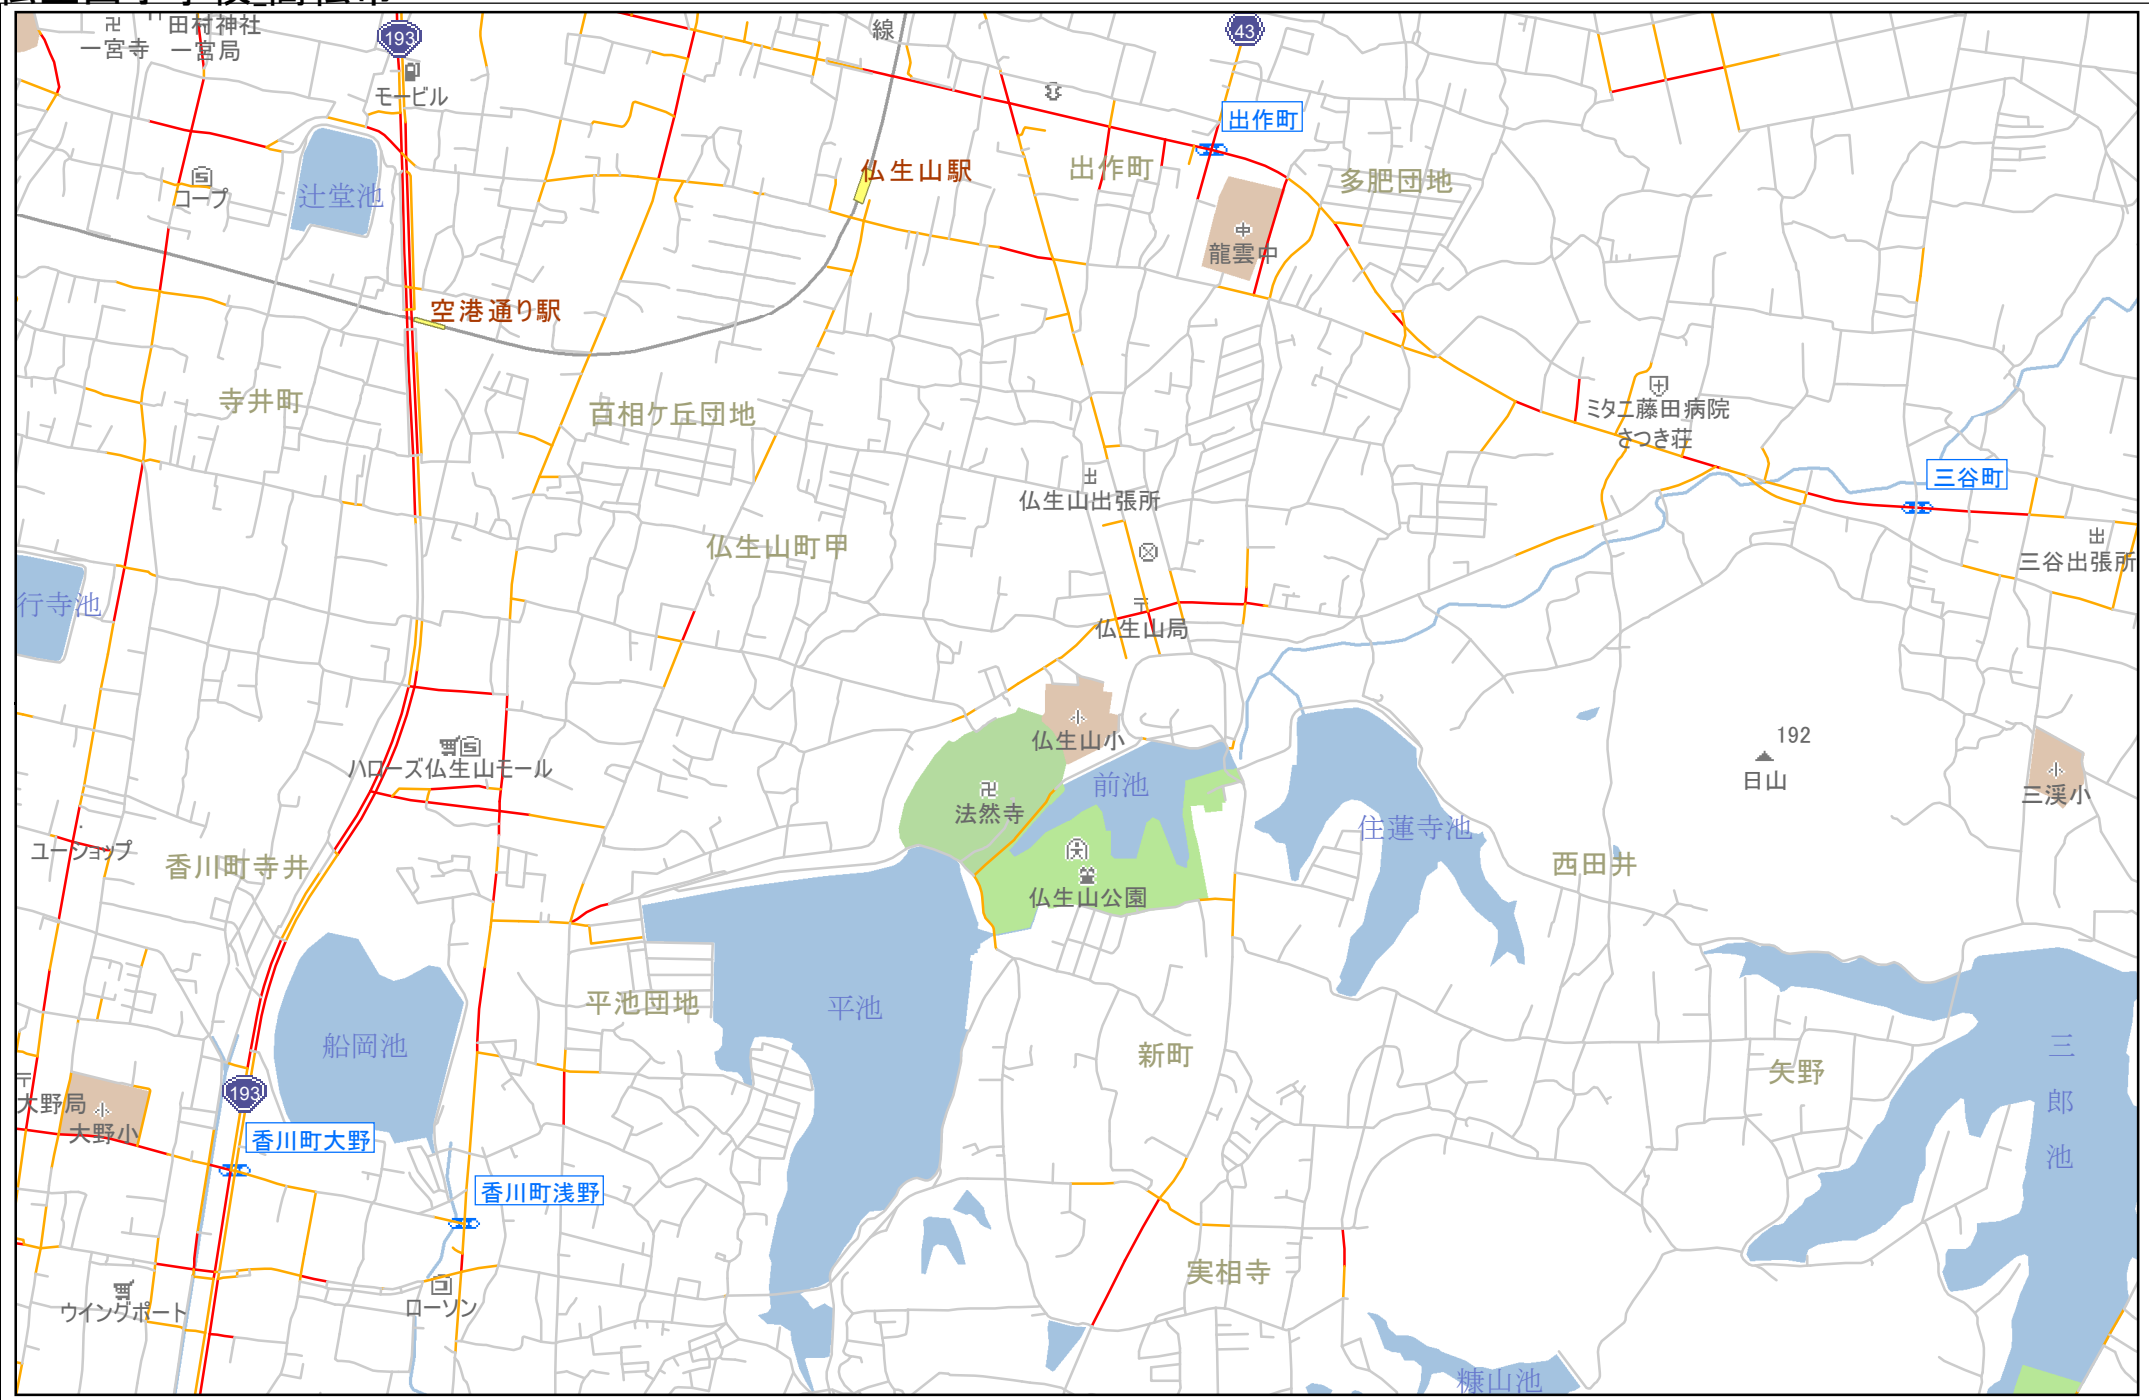 田村神社
一宮寺
一宮局
193
線
43
モービル
出作町
コープ
辻堂池
仏生山駅
出作町
多肥団地
龍雲中
空港通り駅
寺井町
百相ケ丘団地
ミタニ藤田病院
さつき荘
三谷町
仏生山出張所
仏生山町甲
三谷出張所
行寺池
仏生山局
192
日山
仏生山小
ハローズ仏生山モール
前池
三渓小
法然寺
住蓮寺池
ユーショップ
香川町寺井
西田井
仏生山公園
平池団地
平池
船岡池
新町
矢野
三郎池
193
大野局
大野小
香川町大野
香川町浅野
実相寺
ウイングポート
ローソン
糠山池